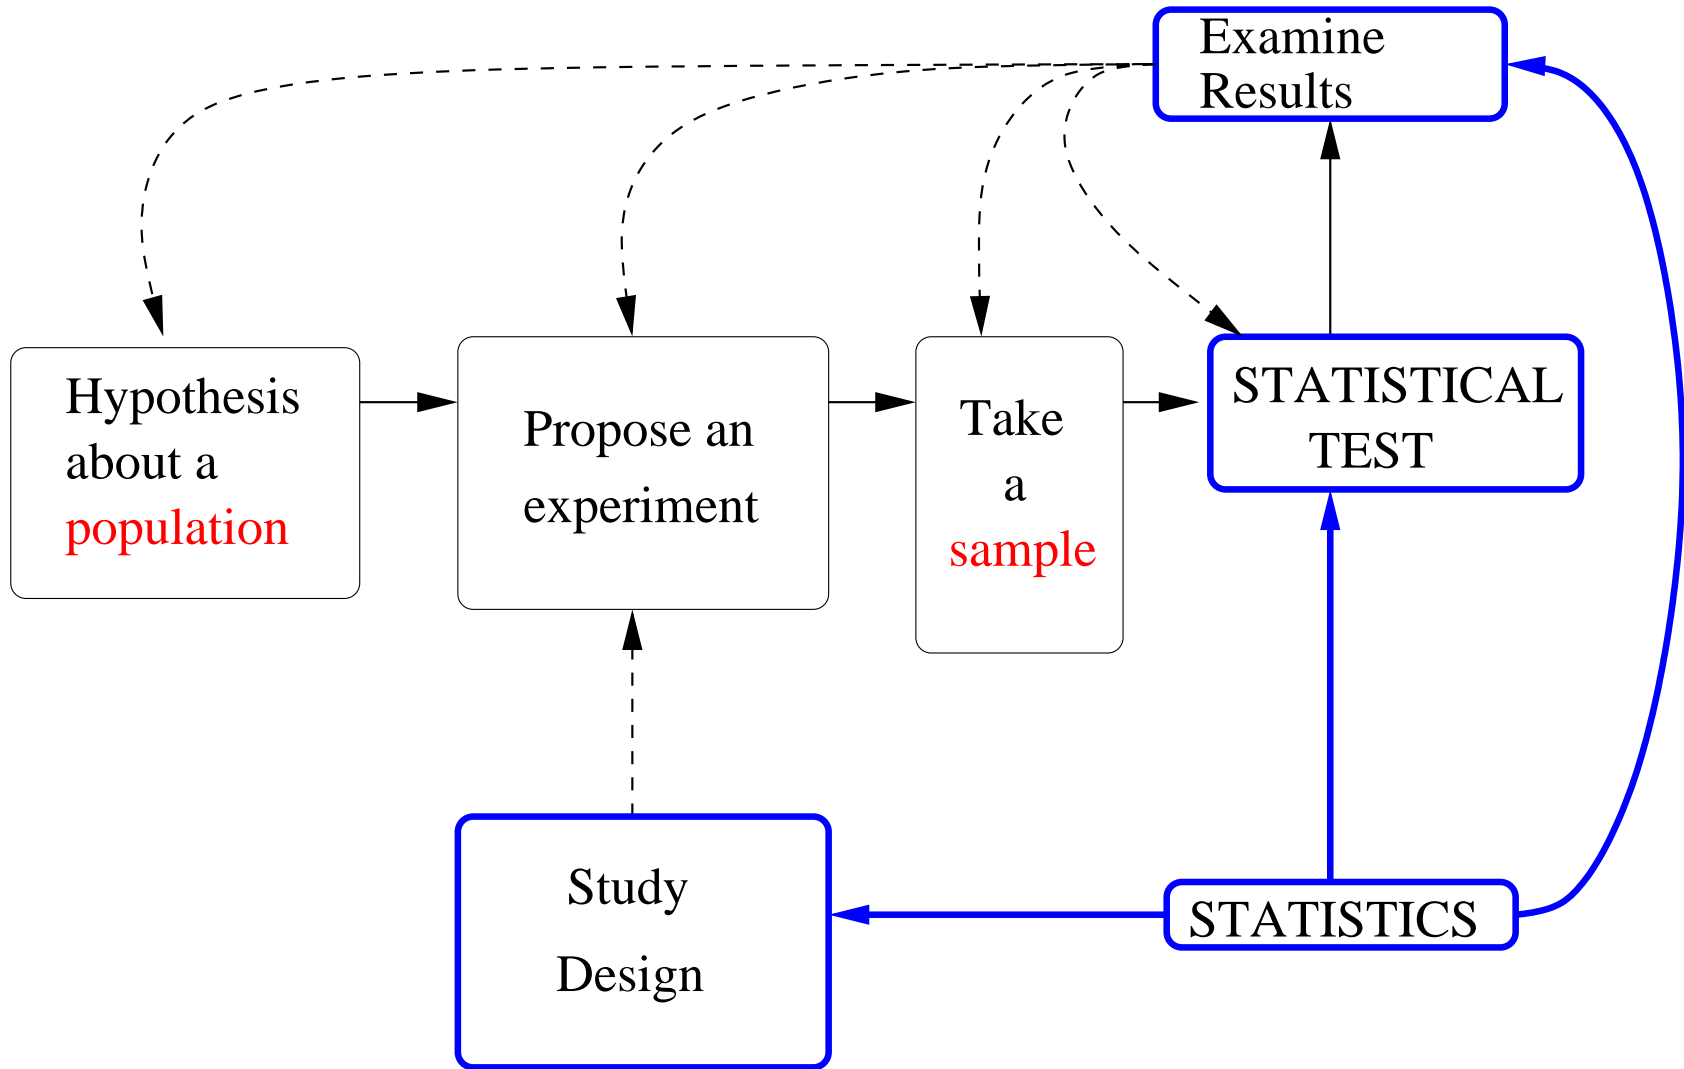 Examine
Results
Hypothesis
about a
population
Propose an
experiment
Take
a
sample
STATISTICAL
TEST
Study
Design
STATISTICS